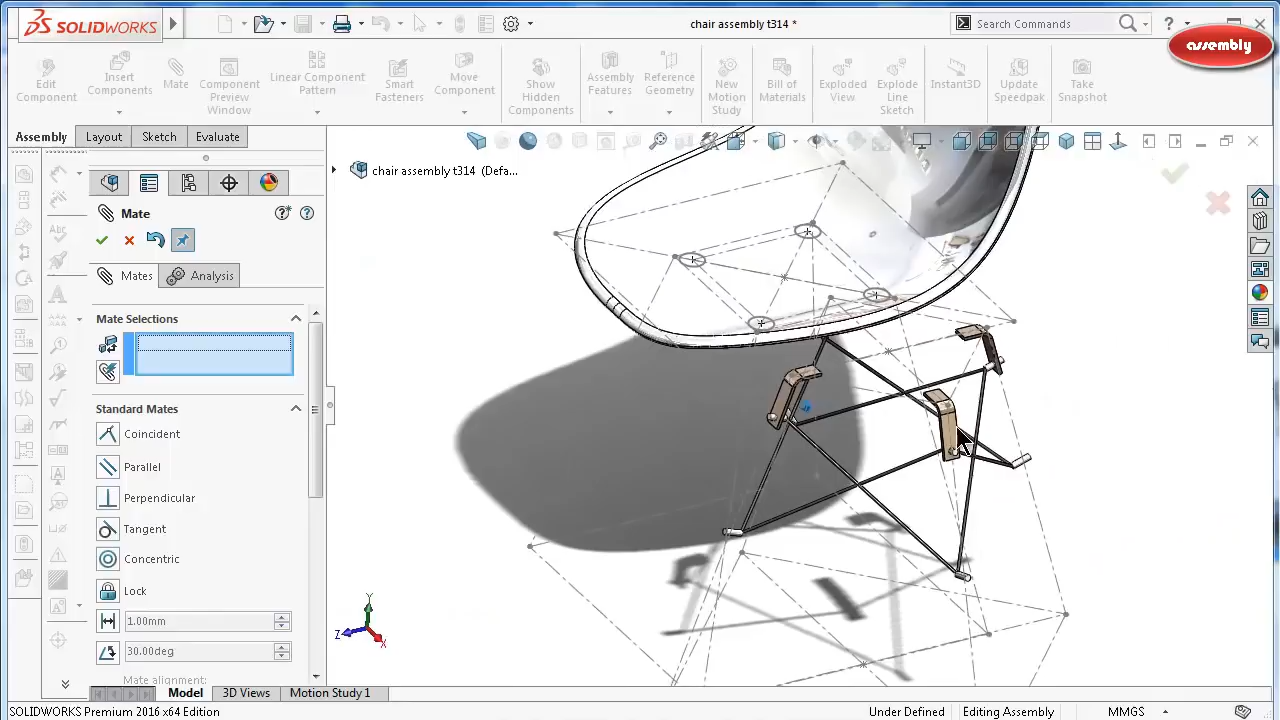 SOLIDWORKS
chair assembly t314 *
Search Commands
?
assembly
Edit Component
Insert Components
Mate
Component Preview Window
Linear Component Pattern
Smart Fasteners
Move Component
Show Hidden Components
Assembly Features
Reference Geometry
New Motion Study
Bill of Materials
Exploded View
Explode Line Sketch
Instant3D
Update Speedpak
Take Snapshot
Assembly
Layout
Sketch
Evaluate
chair assembly t314 (Defa...
Mate
Mates
Analysis
Mate Selections
Standard Mates
Coincident
Parallel
Perpendicular
Tangent
Concentric
Lock
1.00mm
30.00deg
Mate alignment:
Y
Z
X
Model
3D Views
Motion Study 1
SOLIDWORKS Premium 2016 x64 Edition
Under Defined
Editing Assembly
MMGS